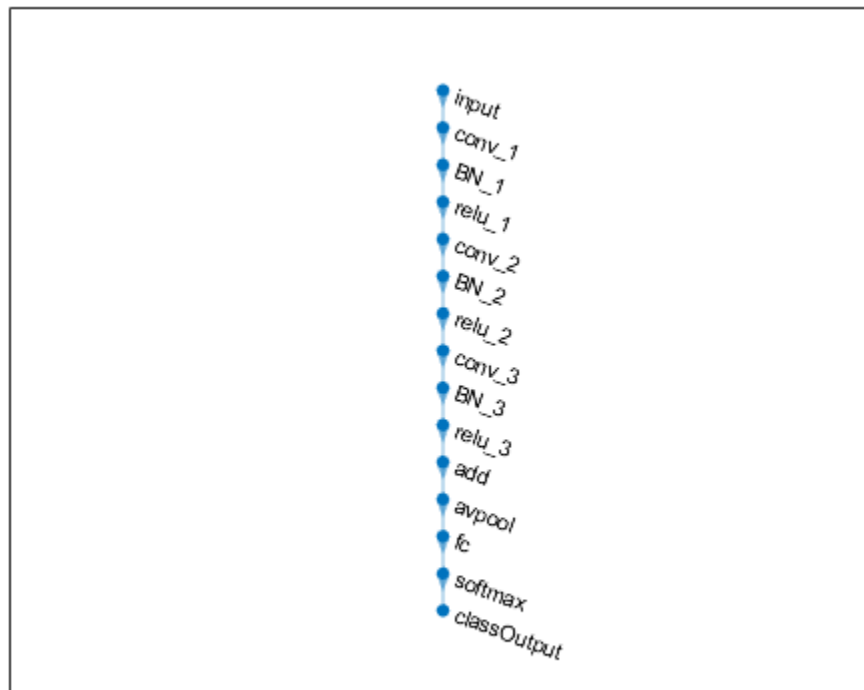 input
conv_1
BN_1
relu_1
conv_2
BN_2
relu_2
conv_3
BN_3
relu_3
add
avpool
fc
softmax
classOutput